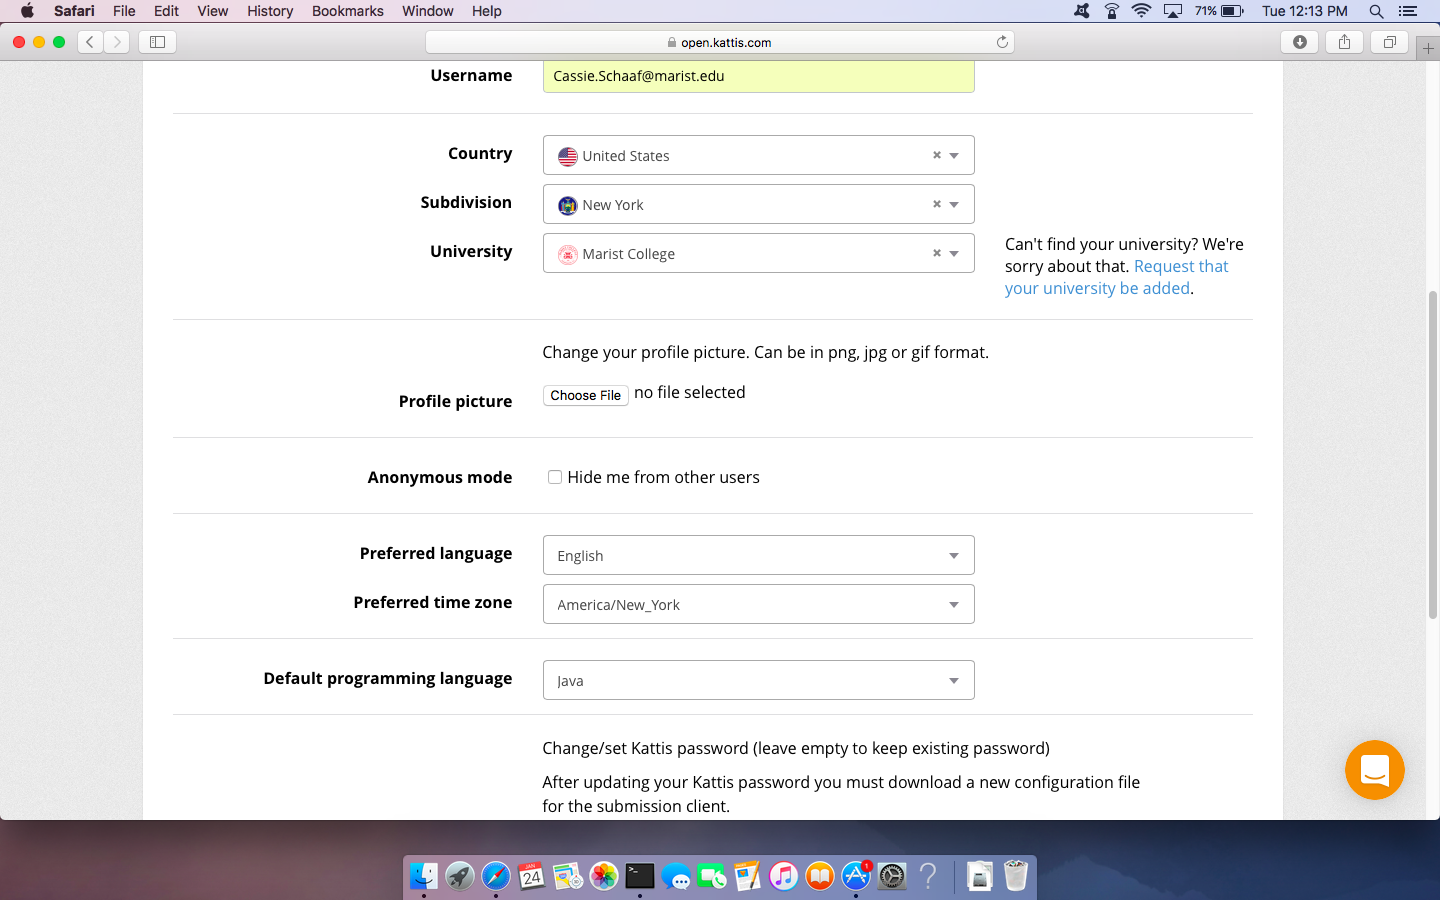 Safari File Edit View History Bookmarks Window Help 71% Tue 12:13 PM
open.kattis.com
Username Cassie.Schaaf@marist.edu
Country United States
Subdivision New York
University Marist College
Can't find your university? We're
sorry about that. Request that
your university be added.
Change your profile picture. Can be in png, jpg or gif format.
Profile picture Choose File no file selected
Anonymous mode Hide me from other users
Preferred language English
Preferred time zone America/New_York
Default programming language Java
Change/set Kattis password (leave empty to keep existing password)
After updating your Kattis password you must download a new configuration file
for the submission client.
JAN
24
1